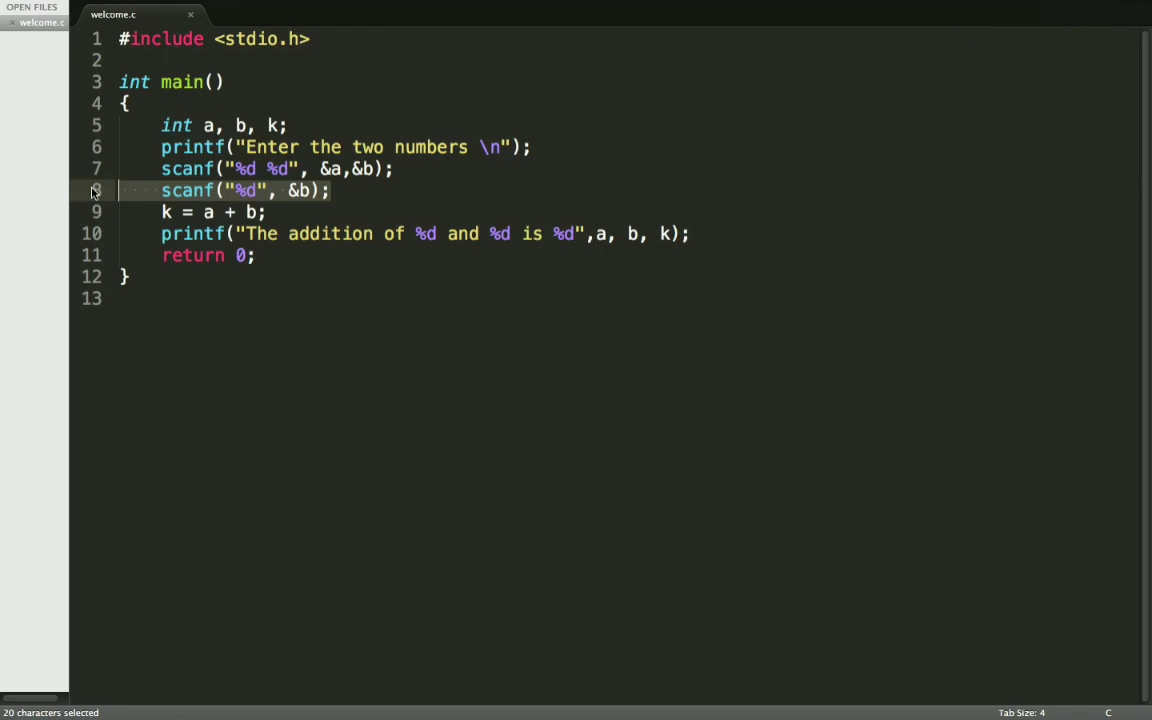 OPEN FILES
× welcome.c
welcome.c ×
1 #include <stdio.h>
2
3 int main()
4 {
5 int a, b, k;
6 printf("Enter the two numbers \n");
7 scanf("%d %d", &a,&b);
8 scanf("%d", &b);
9 k = a + b;
10 printf("The addition of %d and %d is %d",a, b, k);
11 return 0;
12 }
13
20 characters selected
Tab Size: 4
C